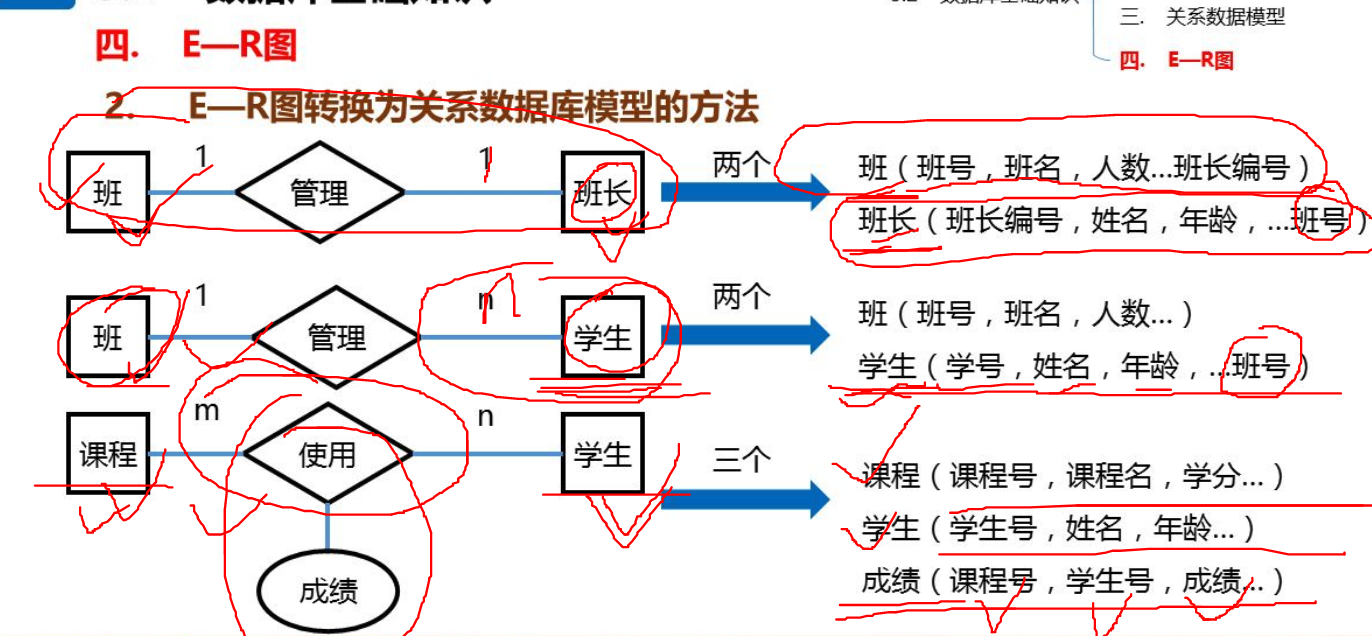 三. 关系数据模型
四. E—R图
四. E—R图
2. E—R图转换为关系数据库模型的方法
班 1 管理 1 班长 两个
班（班号，班名，人数...班长编号）
班长（班长编号，姓名，年龄，...班号）
班 1 管理 n 学生 两个
班（班号，班名，人数...）
学生（学号，姓名，年龄，...班号）
课程 m 使用 n 学生 三个
成绩
课程（课程号，课程名，学分...）
学生（学生号，姓名，年龄...）
成绩（课程号，学生号，成绩...）